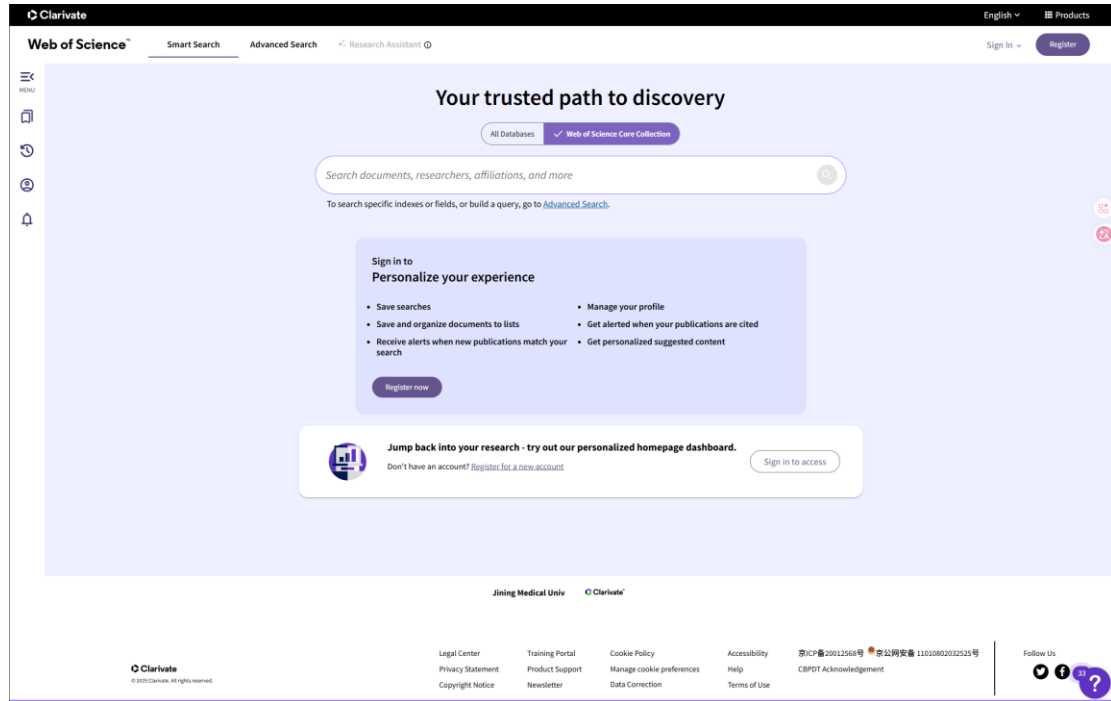 Clarivate
English
Products
Web of Science™
Smart Search
Advanced Search
Research Assistant
Sign In
Register
MENU
Your trusted path to discovery
All Databases
Web of Science Core Collection
Search documents, researchers, affiliations, and more
To search specific indexes or fields, or build a query, go to Advanced Search.
Sign in to
Personalize your experience
• Save searches
• Save and organize documents to lists
• Receive alerts when new publications match your
search
• Manage your profile
• Get alerted when your publications are cited
• Get personalized suggested content
Register now
Jump back into your research - try out our personalized homepage dashboard.
Don't have an account? Register for a new account
Sign in to access
Jining Medical Univ
Clarivate™
Clarivate
© 2025 Clarivate. All rights reserved.
Legal Center
Privacy Statement
Copyright Notice
Training Portal
Product Support
Newsletter
Cookie Policy
Manage cookie preferences
Data Correction
Accessibility
Help
Terms of Use
京ICP备20012568号 京公网安备 11010802032525号
CBPDT Acknowledgement
Follow Us
33
?